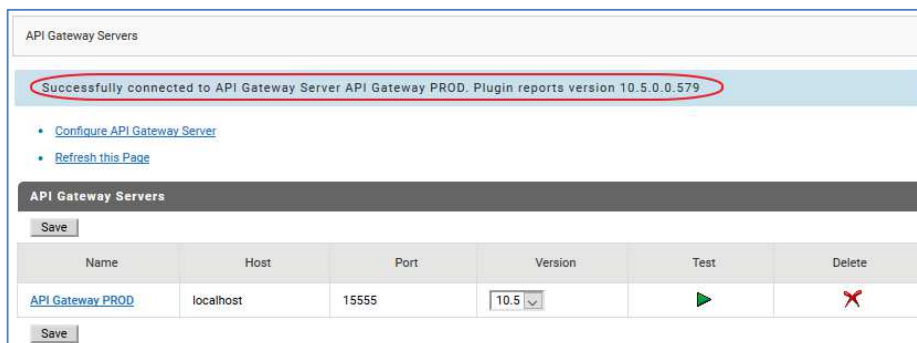 API Gateway Servers
Successfully connected to API Gateway Server API Gateway PROD. Plugin reports version 10.5.0.0.579
Configure API Gateway Server
Refresh this Page
API Gateway Servers
Save
Name Host Port Version Test Delete
API Gateway PROD localhost 15555 10.5
Save